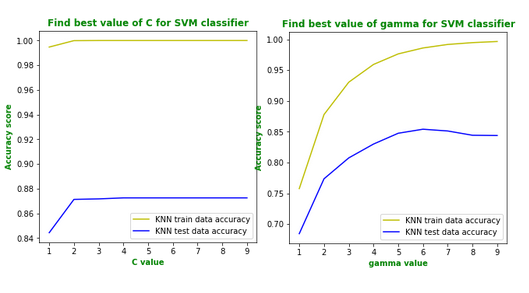 Find best value of C for SVM classifier
1.00
0.98
0.96
0.94
0.92
0.90
0.88
0.86
0.84
Accuracy score
KNN train data accuracy
KNN test data accuracy
1 2 3 4 5 6 7 8 9
C value
Find best value of gamma for SVM classifier
1.00
0.95
0.90
0.85
0.80
0.75
0.70
Accuracy score
KNN train data accuracy
KNN test data accuracy
1 2 3 4 5 6 7 8 9
gamma value